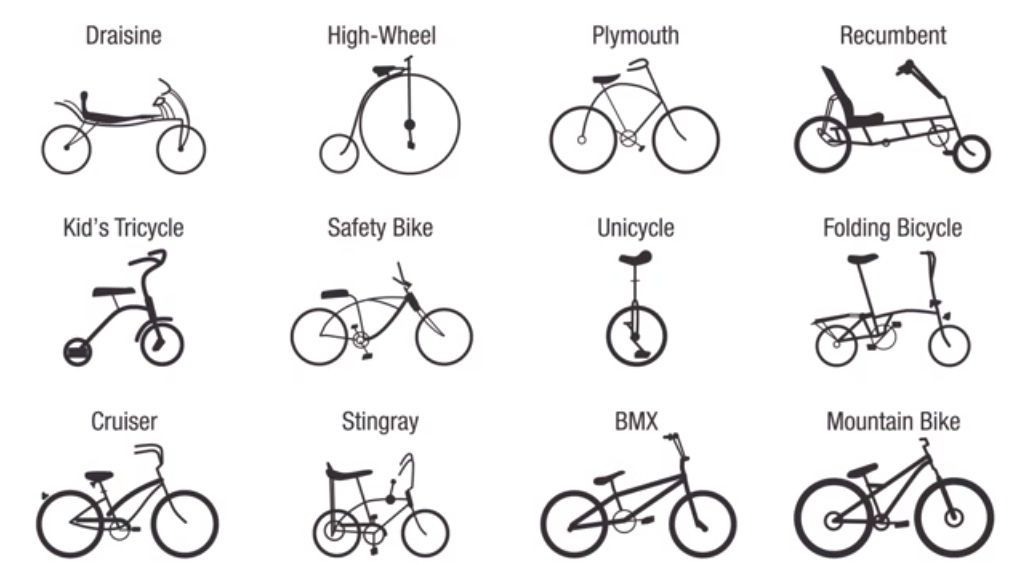 Draisine
High-Wheel
Plymouth
Recumbent
Kid's Tricycle
Safety Bike
Unicycle
Folding Bicycle
Cruiser
Stingray
BMX
Mountain Bike